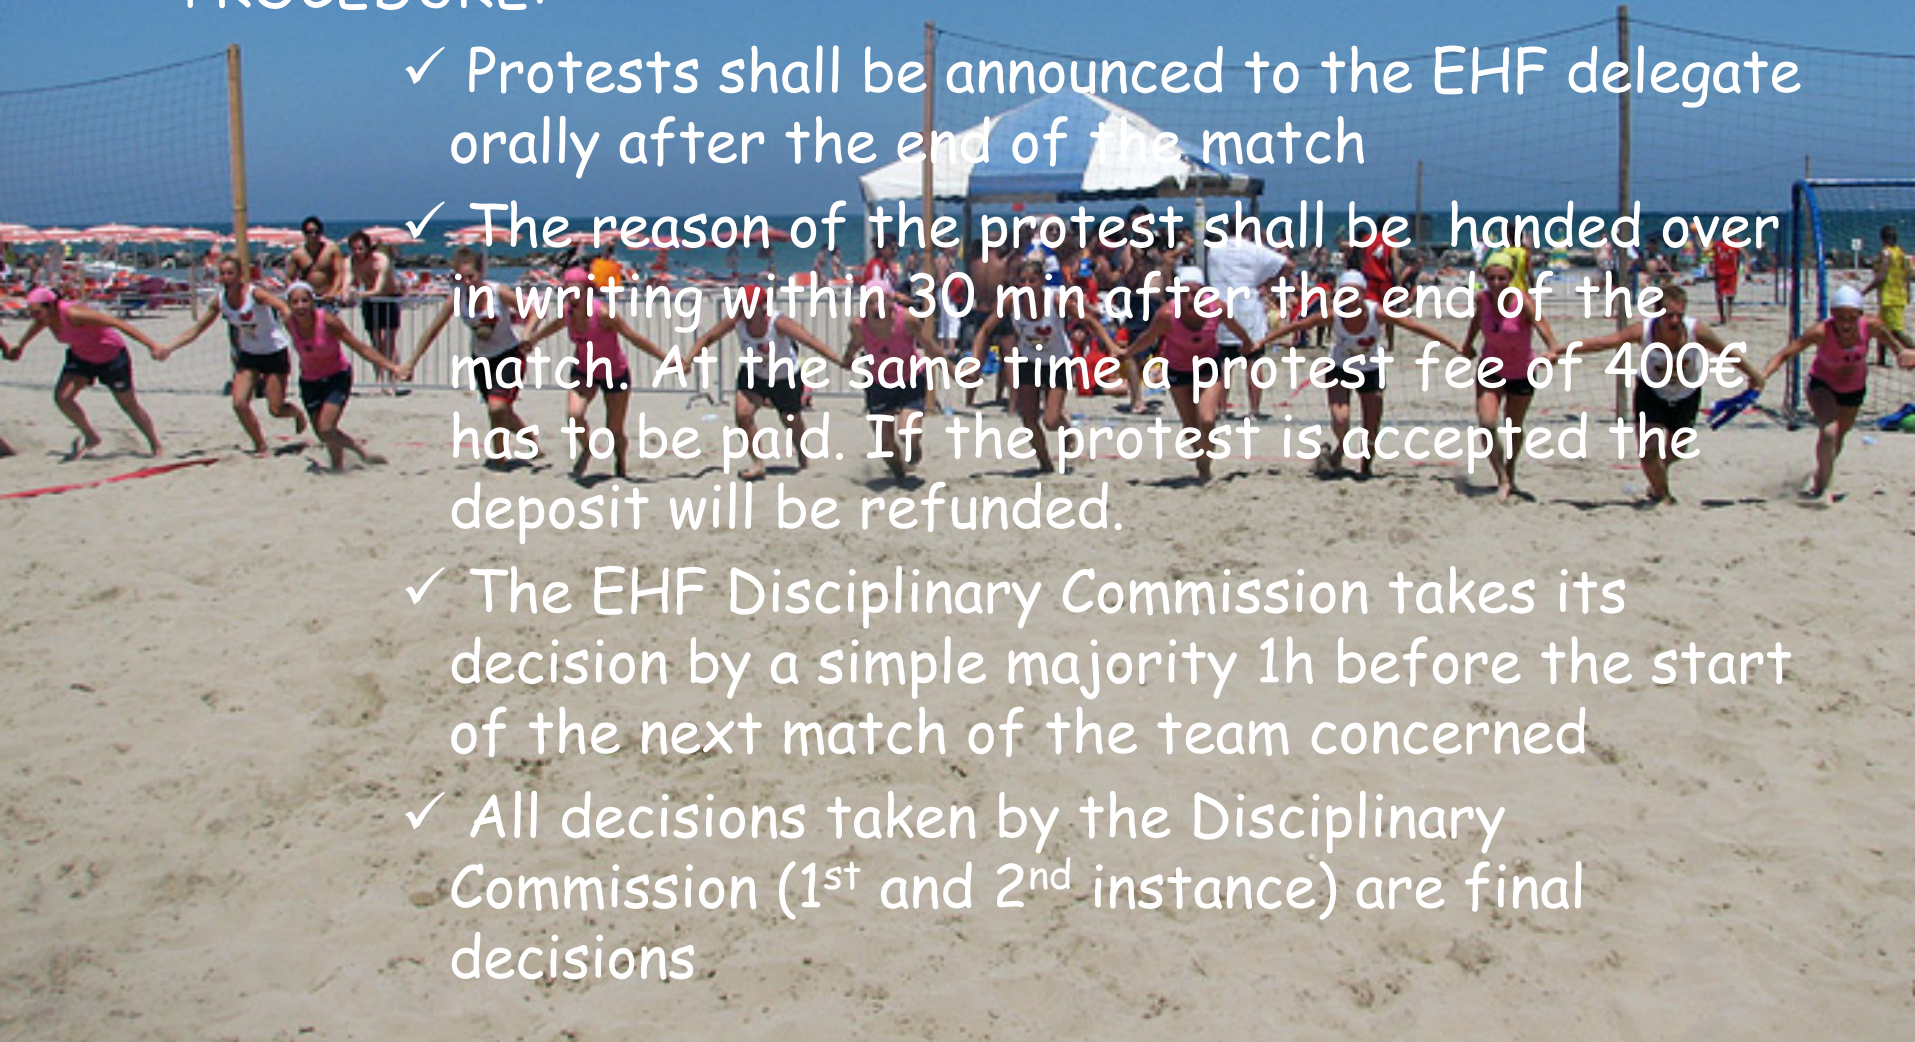 PROCEDURE:
✓ Protests shall be announced to the EHF delegate
orally after the end of the match
✓ The reason of the protest shall be  handed over
in writing within 30 min after the end of the
match. At the same time a protest fee of 400€
has to be paid. If the protest is accepted the
deposit will be refunded.
✓ The EHF Disciplinary Commission takes its
decision by a simple majority 1h before the start
of the next match of the team concerned
✓ All decisions taken by the Disciplinary
Commission (1st and 2nd instance) are final
decisions